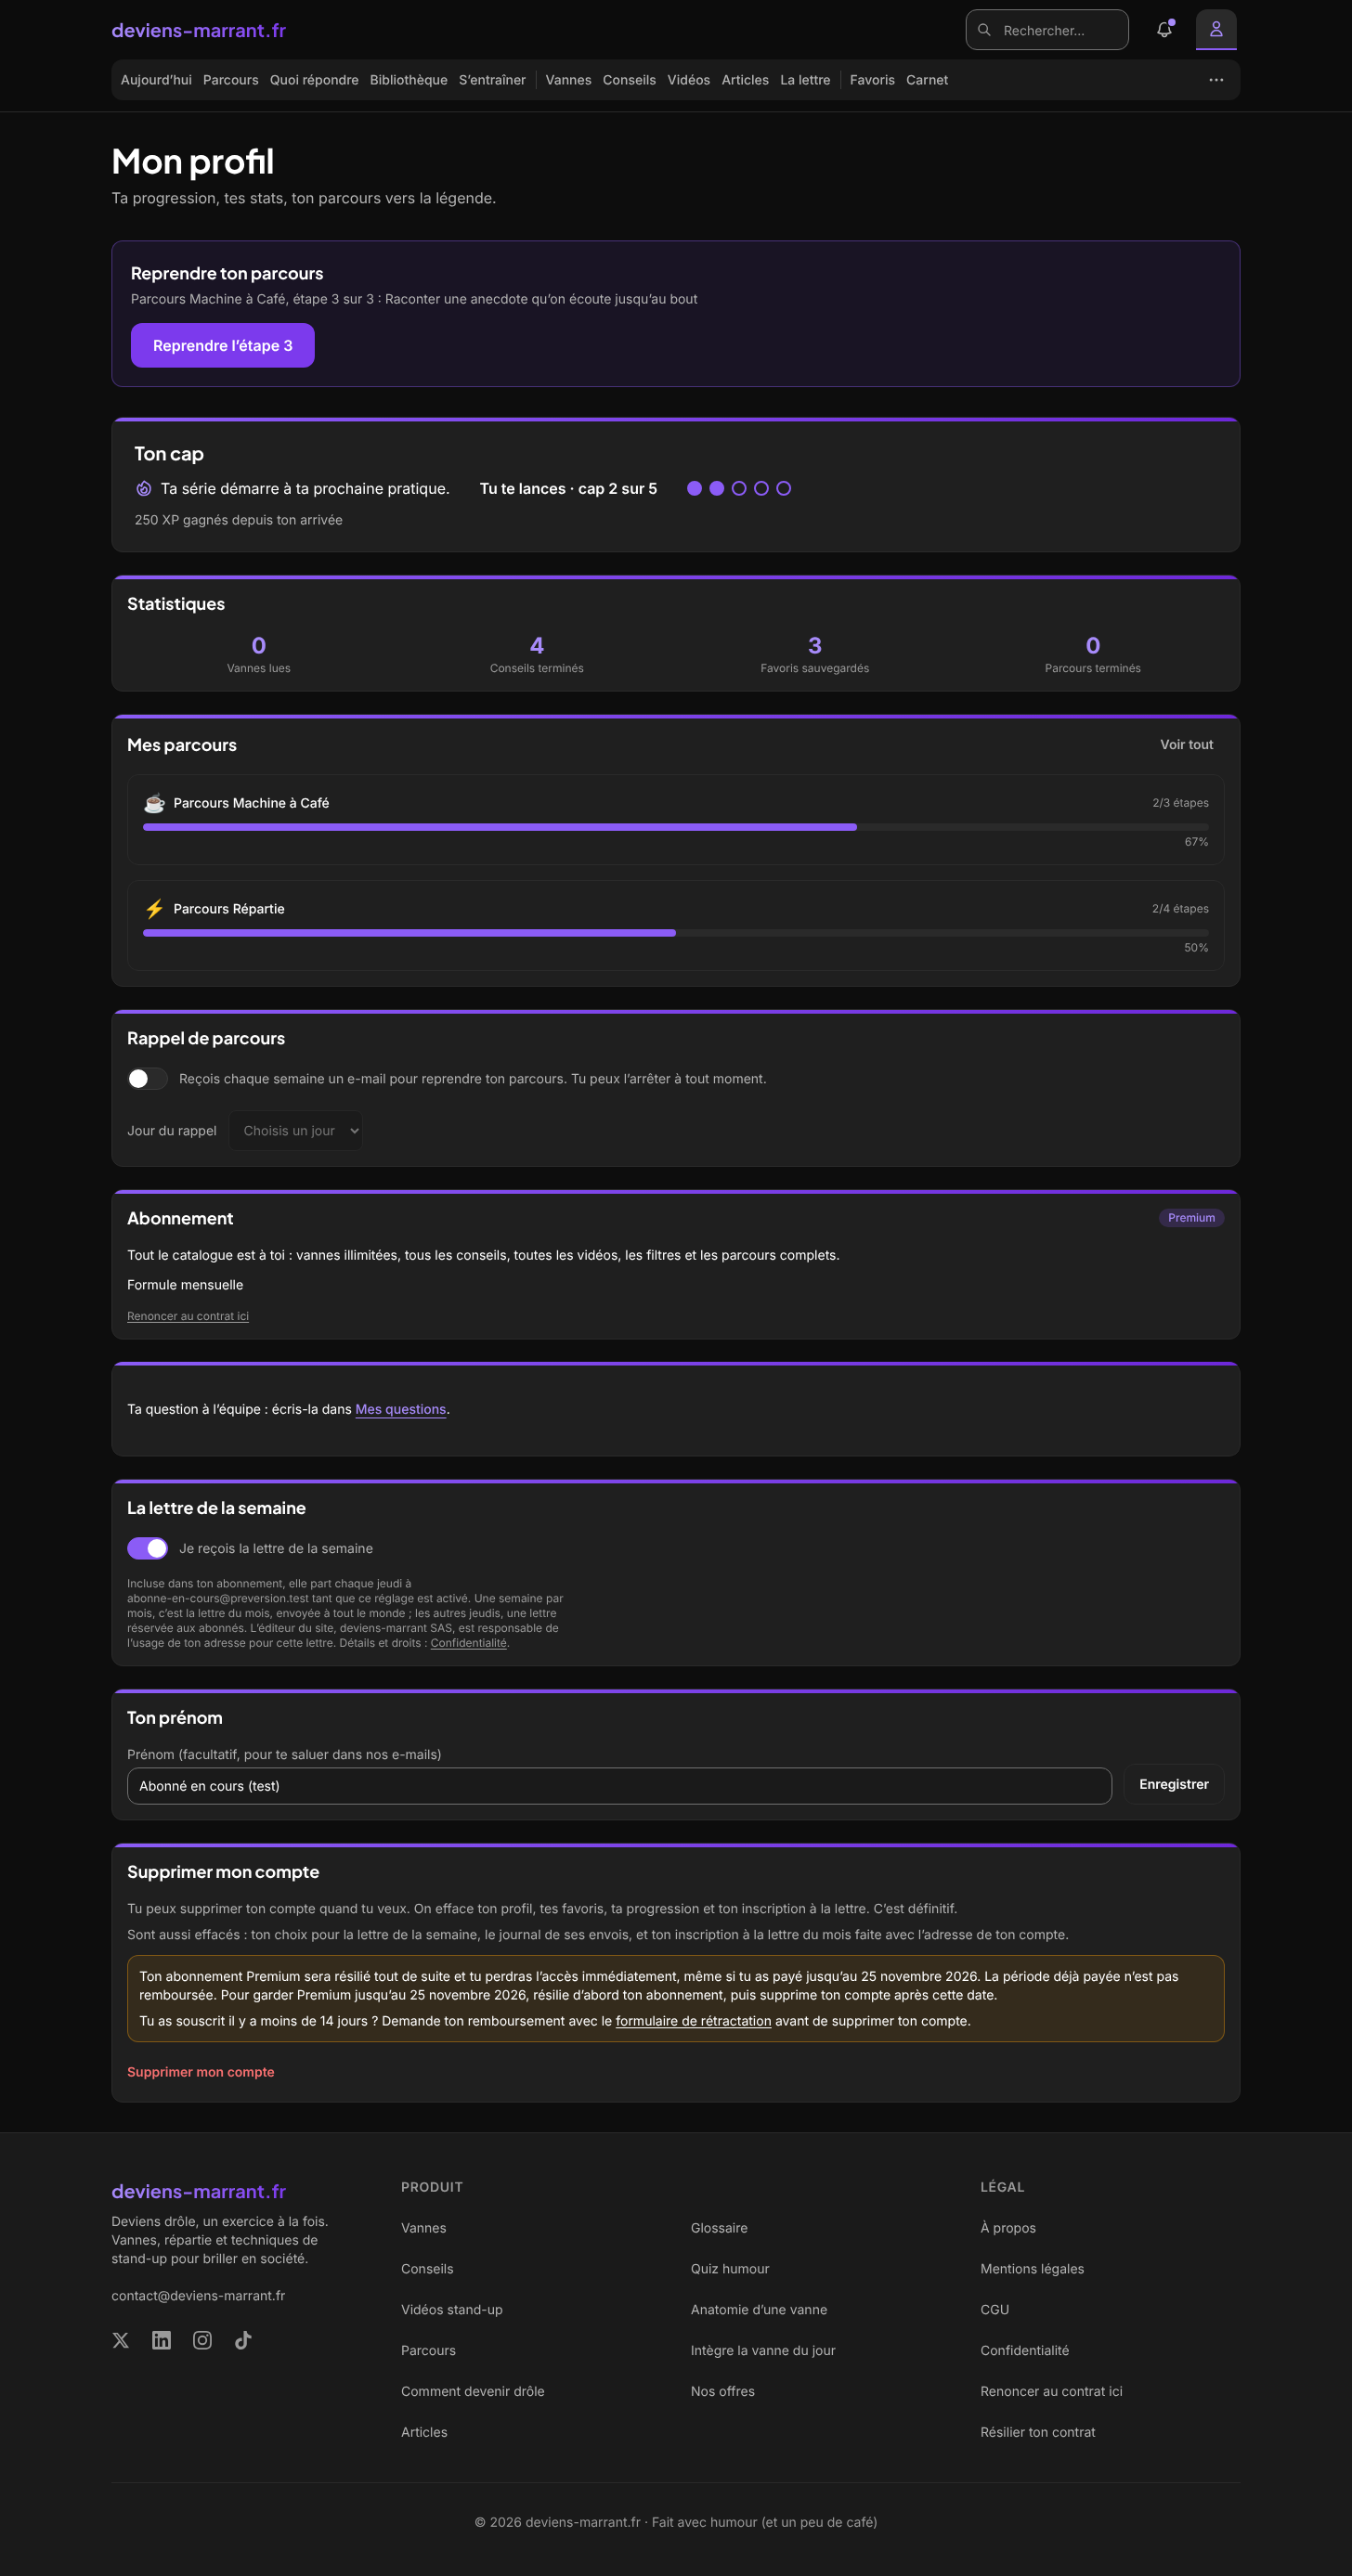 deviens-marrant.fr
Rechercher...
Aujourd’hui Parcours Quoi répondre Bibliothèque S’entraîner Vannes Conseils Vidéos Articles La lettre Favoris Carnet
Mon profil
Ta progression, tes stats, ton parcours vers la légende.
Reprendre ton parcours
Parcours Machine à Café, étape 3 sur 3 : Raconter une anecdote qu’on écoute jusqu’au bout
Reprendre l’étape 3
Ton cap
Ta série démarre à ta prochaine pratique. Tu te lances · cap 2 sur 5
250 XP gagnés depuis ton arrivée
Statistiques
0 4 3 0
Vannes lues Conseils terminés Favoris sauvegardés Parcours terminés
Mes parcours Voir tout
Parcours Machine à Café 2/3 étapes
67%
Parcours Répartie 2/4 étapes
50%
Rappel de parcours
Reçois chaque semaine un e-mail pour reprendre ton parcours. Tu peux l’arrêter à tout moment.
Jour du rappel Choisis un jour
Abonnement Premium
Tout le catalogue est à toi : vannes illimitées, tous les conseils, toutes les vidéos, les filtres et les parcours complets.
Formule mensuelle
Renoncer au contrat ici
Ta question à l’équipe : écris-la dans Mes questions.
La lettre de la semaine
Je reçois la lettre de la semaine
Incluse dans ton abonnement, elle part chaque jeudi à
abonne-en-cours@preversion.test tant que ce réglage est activé. Une semaine par
mois, c’est la lettre du mois, envoyée à tout le monde ; les autres jeudis, une lettre
réservée aux abonnés. L’éditeur du site, deviens-marrant SAS, est responsable de
l’usage de ton adresse pour cette lettre. Détails et droits : Confidentialité.
Ton prénom
Prénom (facultatif, pour te saluer dans nos e-mails)
Abonné en cours (test) Enregistrer
Supprimer mon compte
Tu peux supprimer ton compte quand tu veux. On efface ton profil, tes favoris, ta progression et ton inscription à la lettre. C’est définitif.
Sont aussi effacés : ton choix pour la lettre de la semaine, le journal de ses envois, et ton inscription à la lettre du mois faite avec l’adresse de ton compte.
Ton abonnement Premium sera résilié tout de suite et tu perdras l’accès immédiatement, même si tu as payé jusqu’au 25 novembre 2026. La période déjà payée n’est pas
remboursée. Pour garder Premium jusqu’au 25 novembre 2026, résilie d’abord ton abonnement, puis supprime ton compte après cette date.
Tu as souscrit il y a moins de 14 jours ? Demande ton remboursement avec le formulaire de rétractation avant de supprimer ton compte.
Supprimer mon compte
deviens-marrant.fr
Deviens drôle, un exercice à la fois.
Vannes, répartie et techniques de
stand-up pour briller en société.
contact@deviens-marrant.fr
PRODUIT
Vannes
Conseils
Vidéos stand-up
Parcours
Comment devenir drôle
Articles
Glossaire
Quiz humour
Anatomie d’une vanne
Intègre la vanne du jour
Nos offres
LÉGAL
À propos
Mentions légales
CGU
Confidentialité
Renoncer au contrat ici
Résilier ton contrat
© 2026 deviens-marrant.fr · Fait avec humour (et un peu de café)